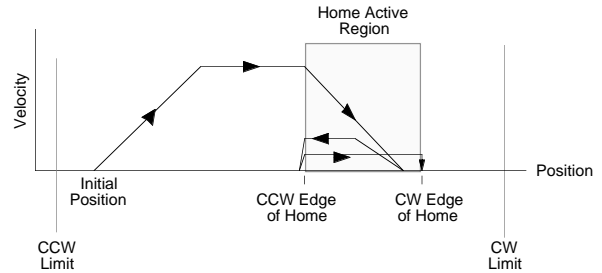 Home Active
Region
Velocity
Position
Initial
Position
CCW Edge
of Home
CW Edge
of Home
CCW
Limit
CW
Limit